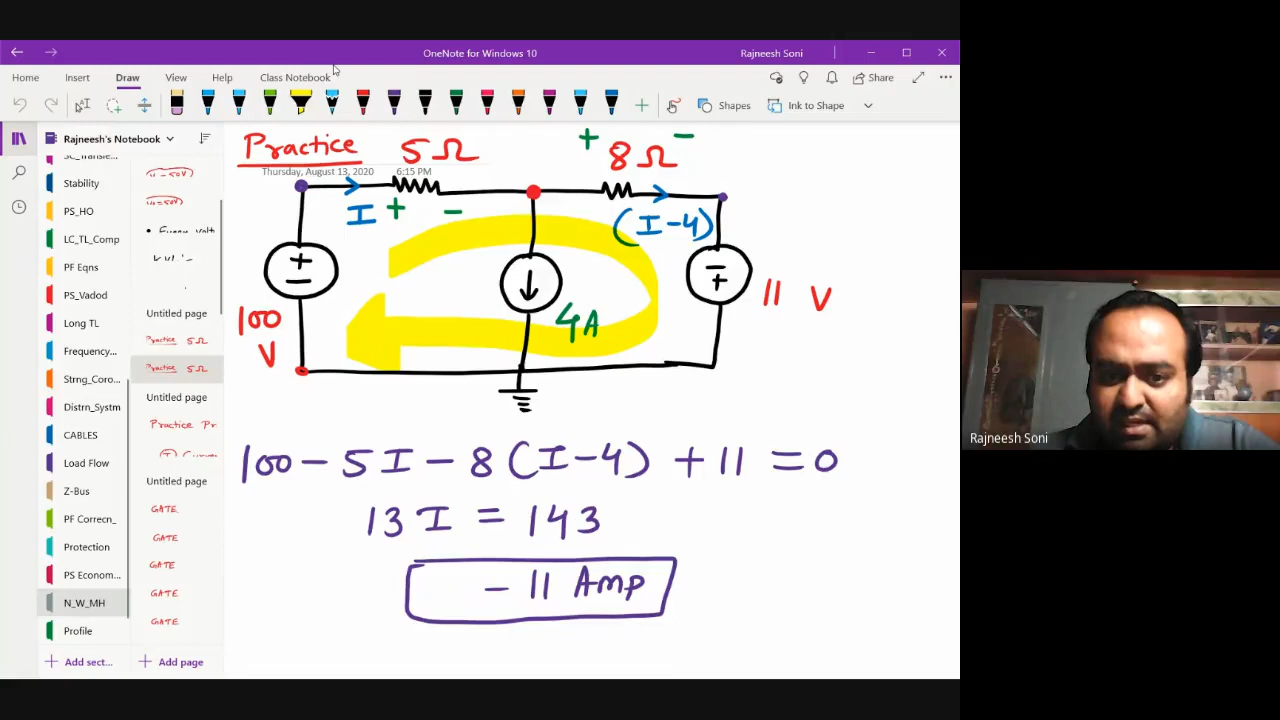 OneNote for Windows 10
Rajneesh Soni
Home Insert Draw View Help Class Notebook
Share
Shapes Ink to Shape
Rajneesh's Notebook
Stability
PS_HO
LC_TL_Comp
PF Eqns
PS_Vadod
Long TL
Frequency...
Strng_Coro...
Distrn_Systm
CABLES
Load Flow
Z-Bus
PF Correcn_
Protection
PS Econom...
N_W_MH
Profile
Add sect...
Untitled page
Practice 5Ω
Practice 5Ω
Untitled page
Practice Pr
Untitled page
GATE
GATE
GATE
GATE
GATE
Add page
Practice
Thursday, August 13, 2020 6:15 PM
5Ω
+ 8Ω −
I + −
(I-4)
+
−
100
V
4A
−
+
11 V
100 − 5I − 8(I−4) + 11 = 0
13I = 143
− 11 Amp
Rajneesh Soni